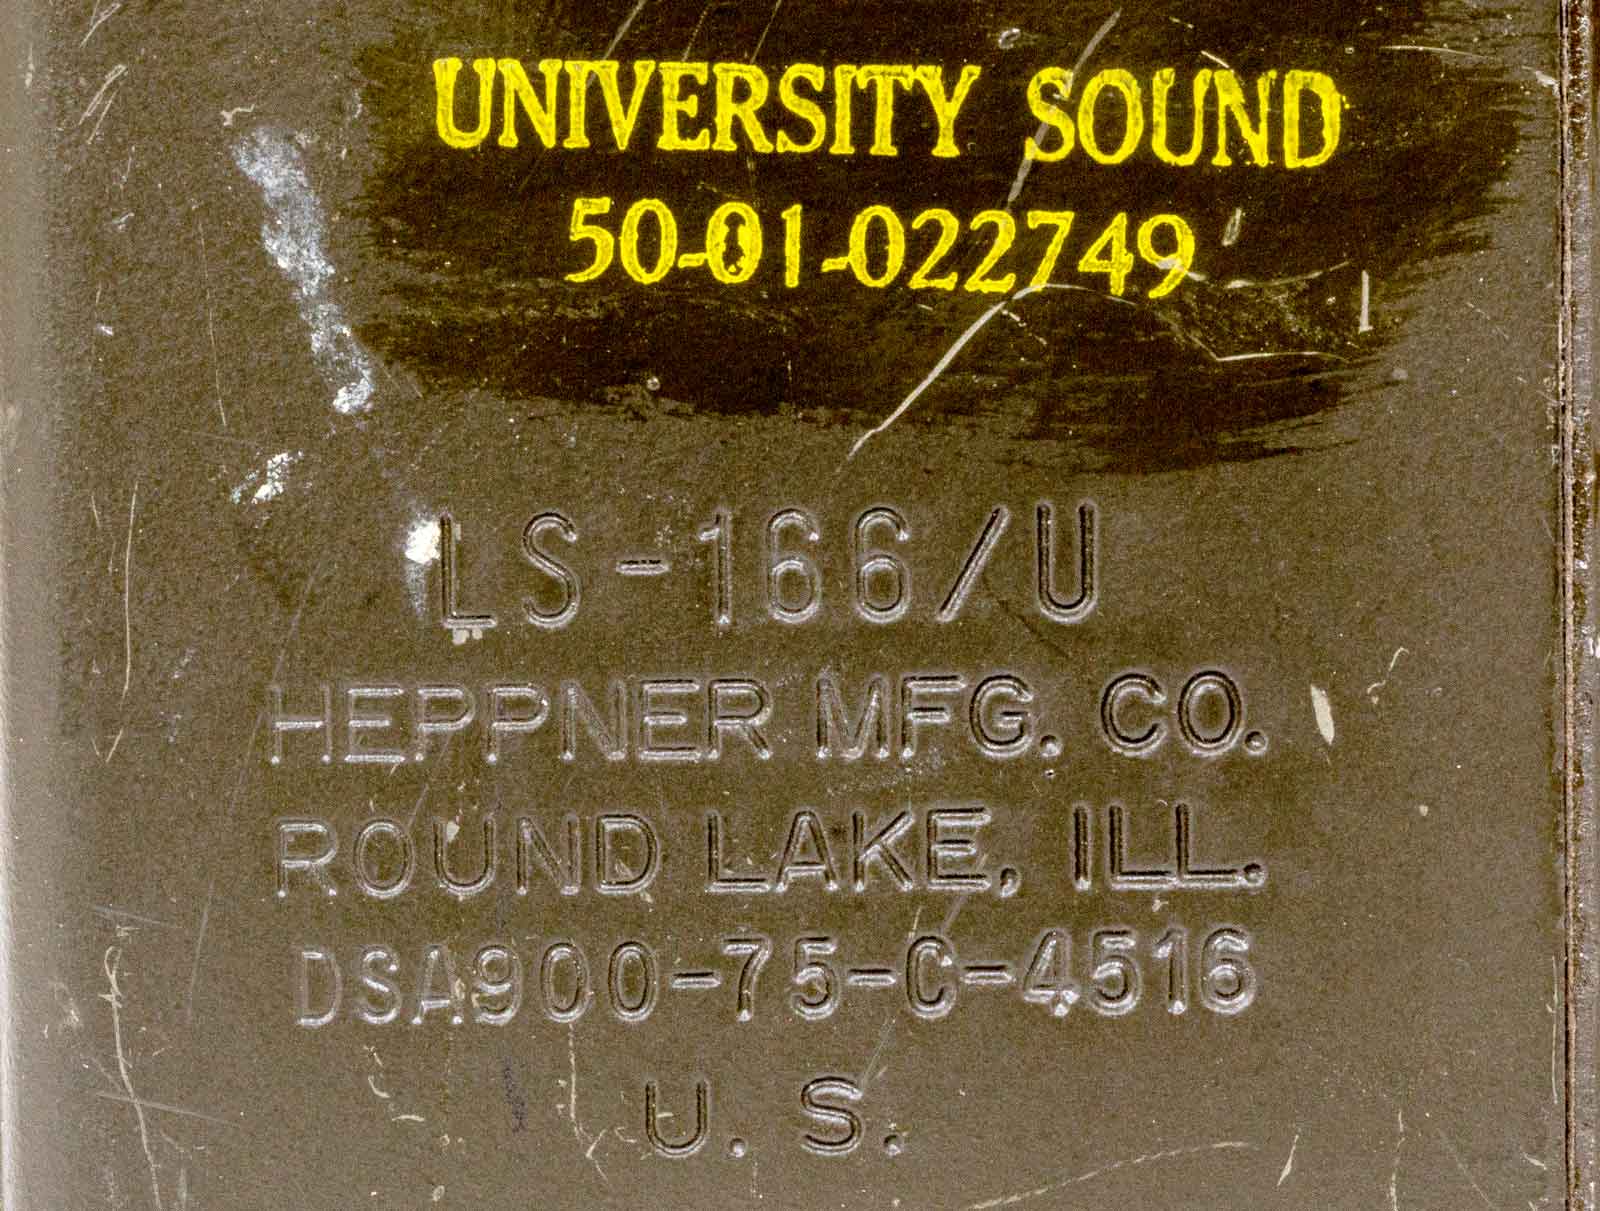 UNIVERSITY SOUND
50-01-022749
LS-166/U
HEPPNER MFG. CO.
ROUND LAKE, ILL.
DSA900-75-C-4516
U. S.